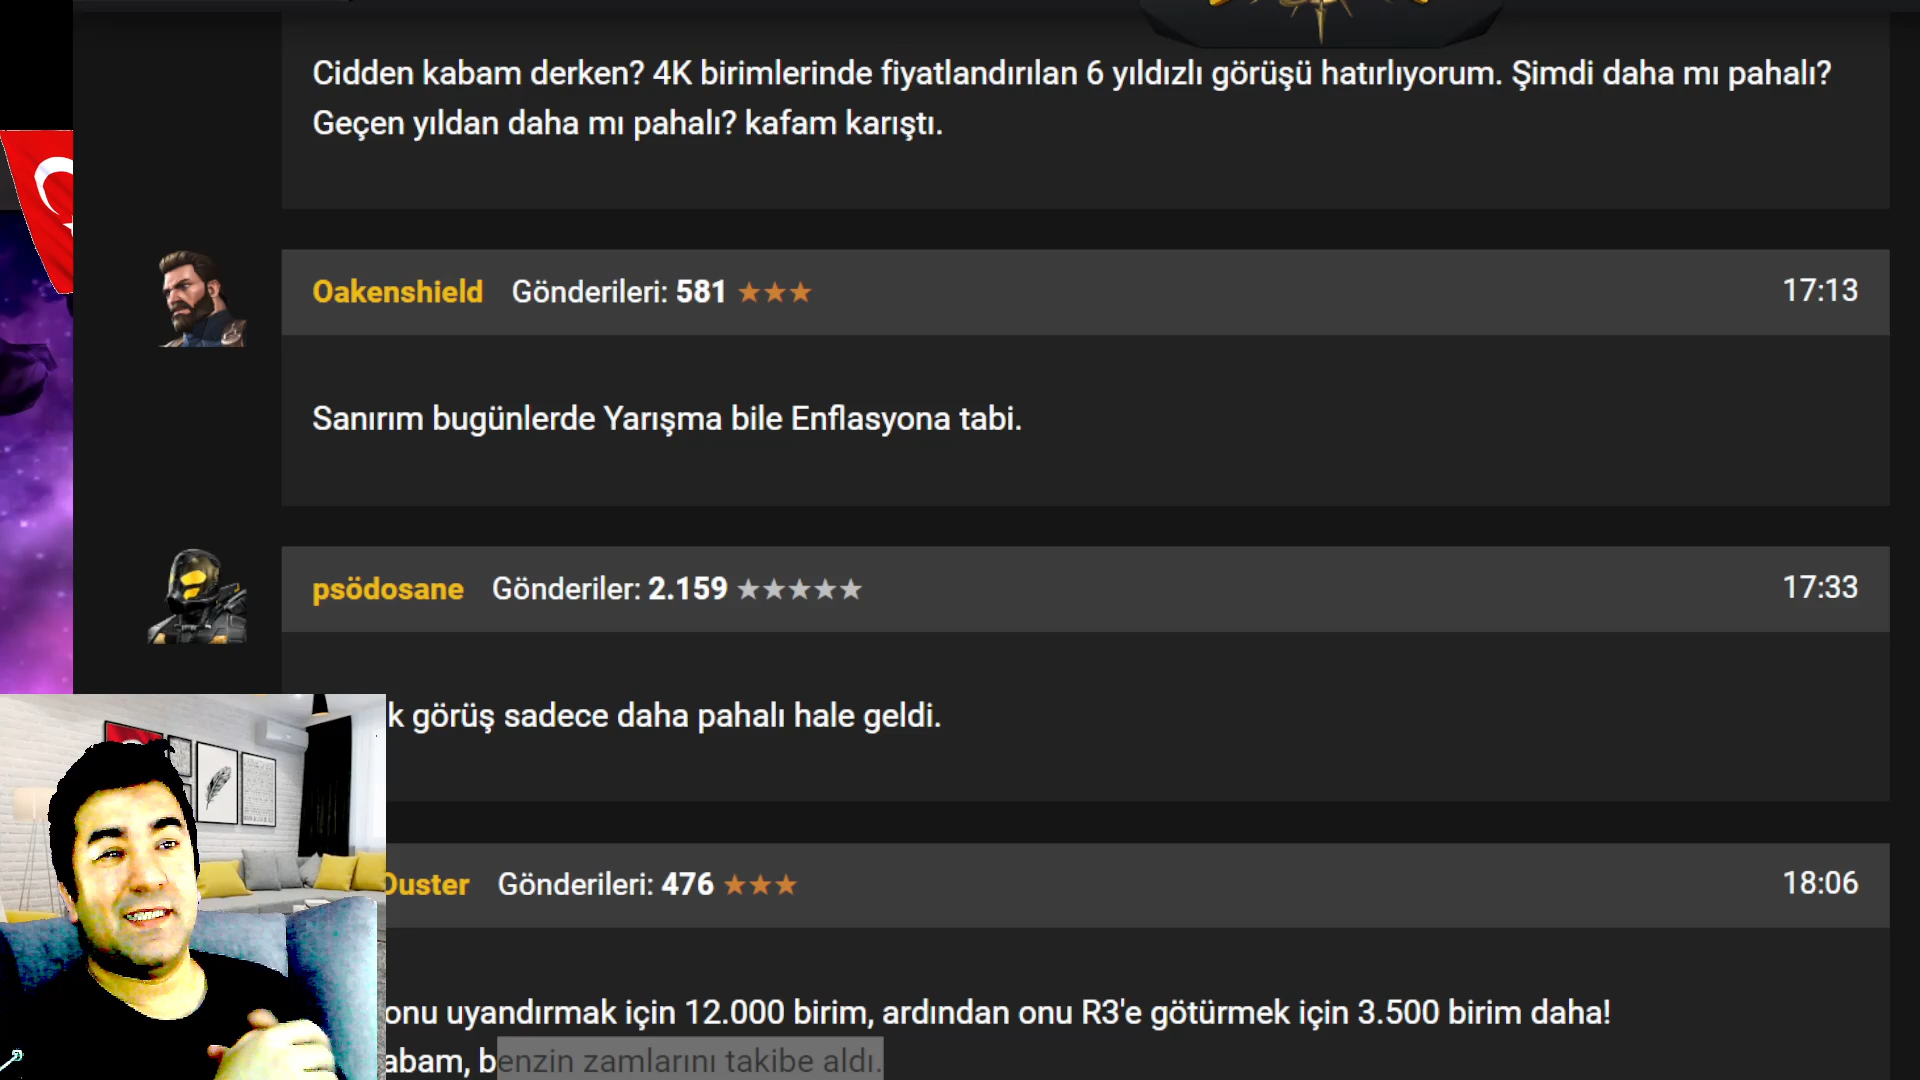 Cidden kabam derken? 4K birimlerinde fiyatlandırılan 6 yıldızlı görüşü hatırlıyorum. Şimdi daha mı pahalı?
Geçen yıldan daha mı pahalı? kafam karıştı.
Oakenshield Gönderileri: 581 ★★★ 17:13
Sanırım bugünlerde Yarışma bile Enflasyona tabi.
psödosane Gönderiler: 2.159 ★★★★★ 17:33
k görüş sadece daha pahalı hale geldi.
Duster Gönderileri: 476 ★★★ 18:06
onu uyandırmak için 12.000 birim, ardından onu R3'e götürmek için 3.500 birim daha!
abam, benzin zamlarını takibe aldı.